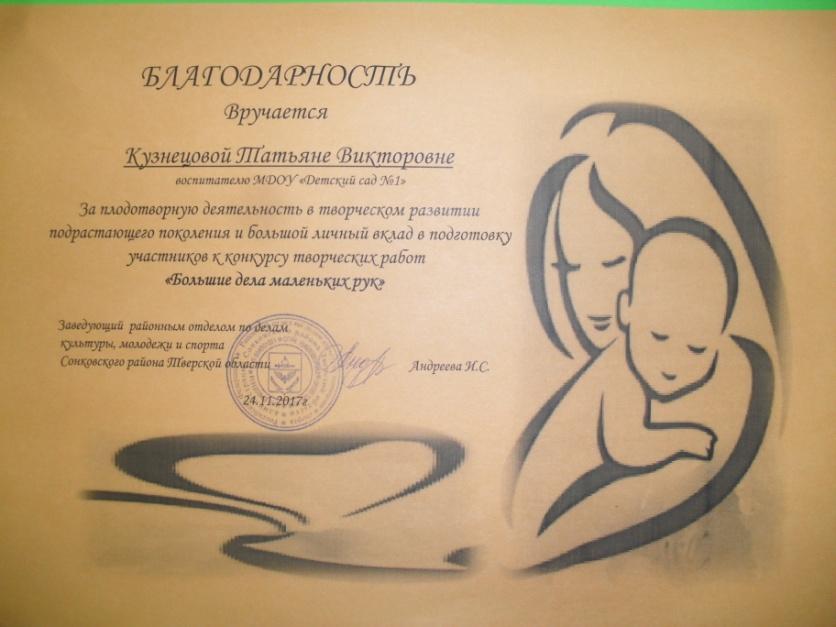 БЛАГОДАРНОСТЬ
Вручается
Кузнецовой Татьяне Викторовне
воспитателю МДОУ «Детский сад №1»
За плодотворную деятельность в творческом развитии
подрастающего поколения и большой личный вклад в подготовку
участников к конкурсу творческих работ
«Большие дела маленьких рук»
Заведующий районным отделом по делам
культуры, молодежи и спорта
Сонковского района Тверской области
Андреева И.С.
24.11.2017г